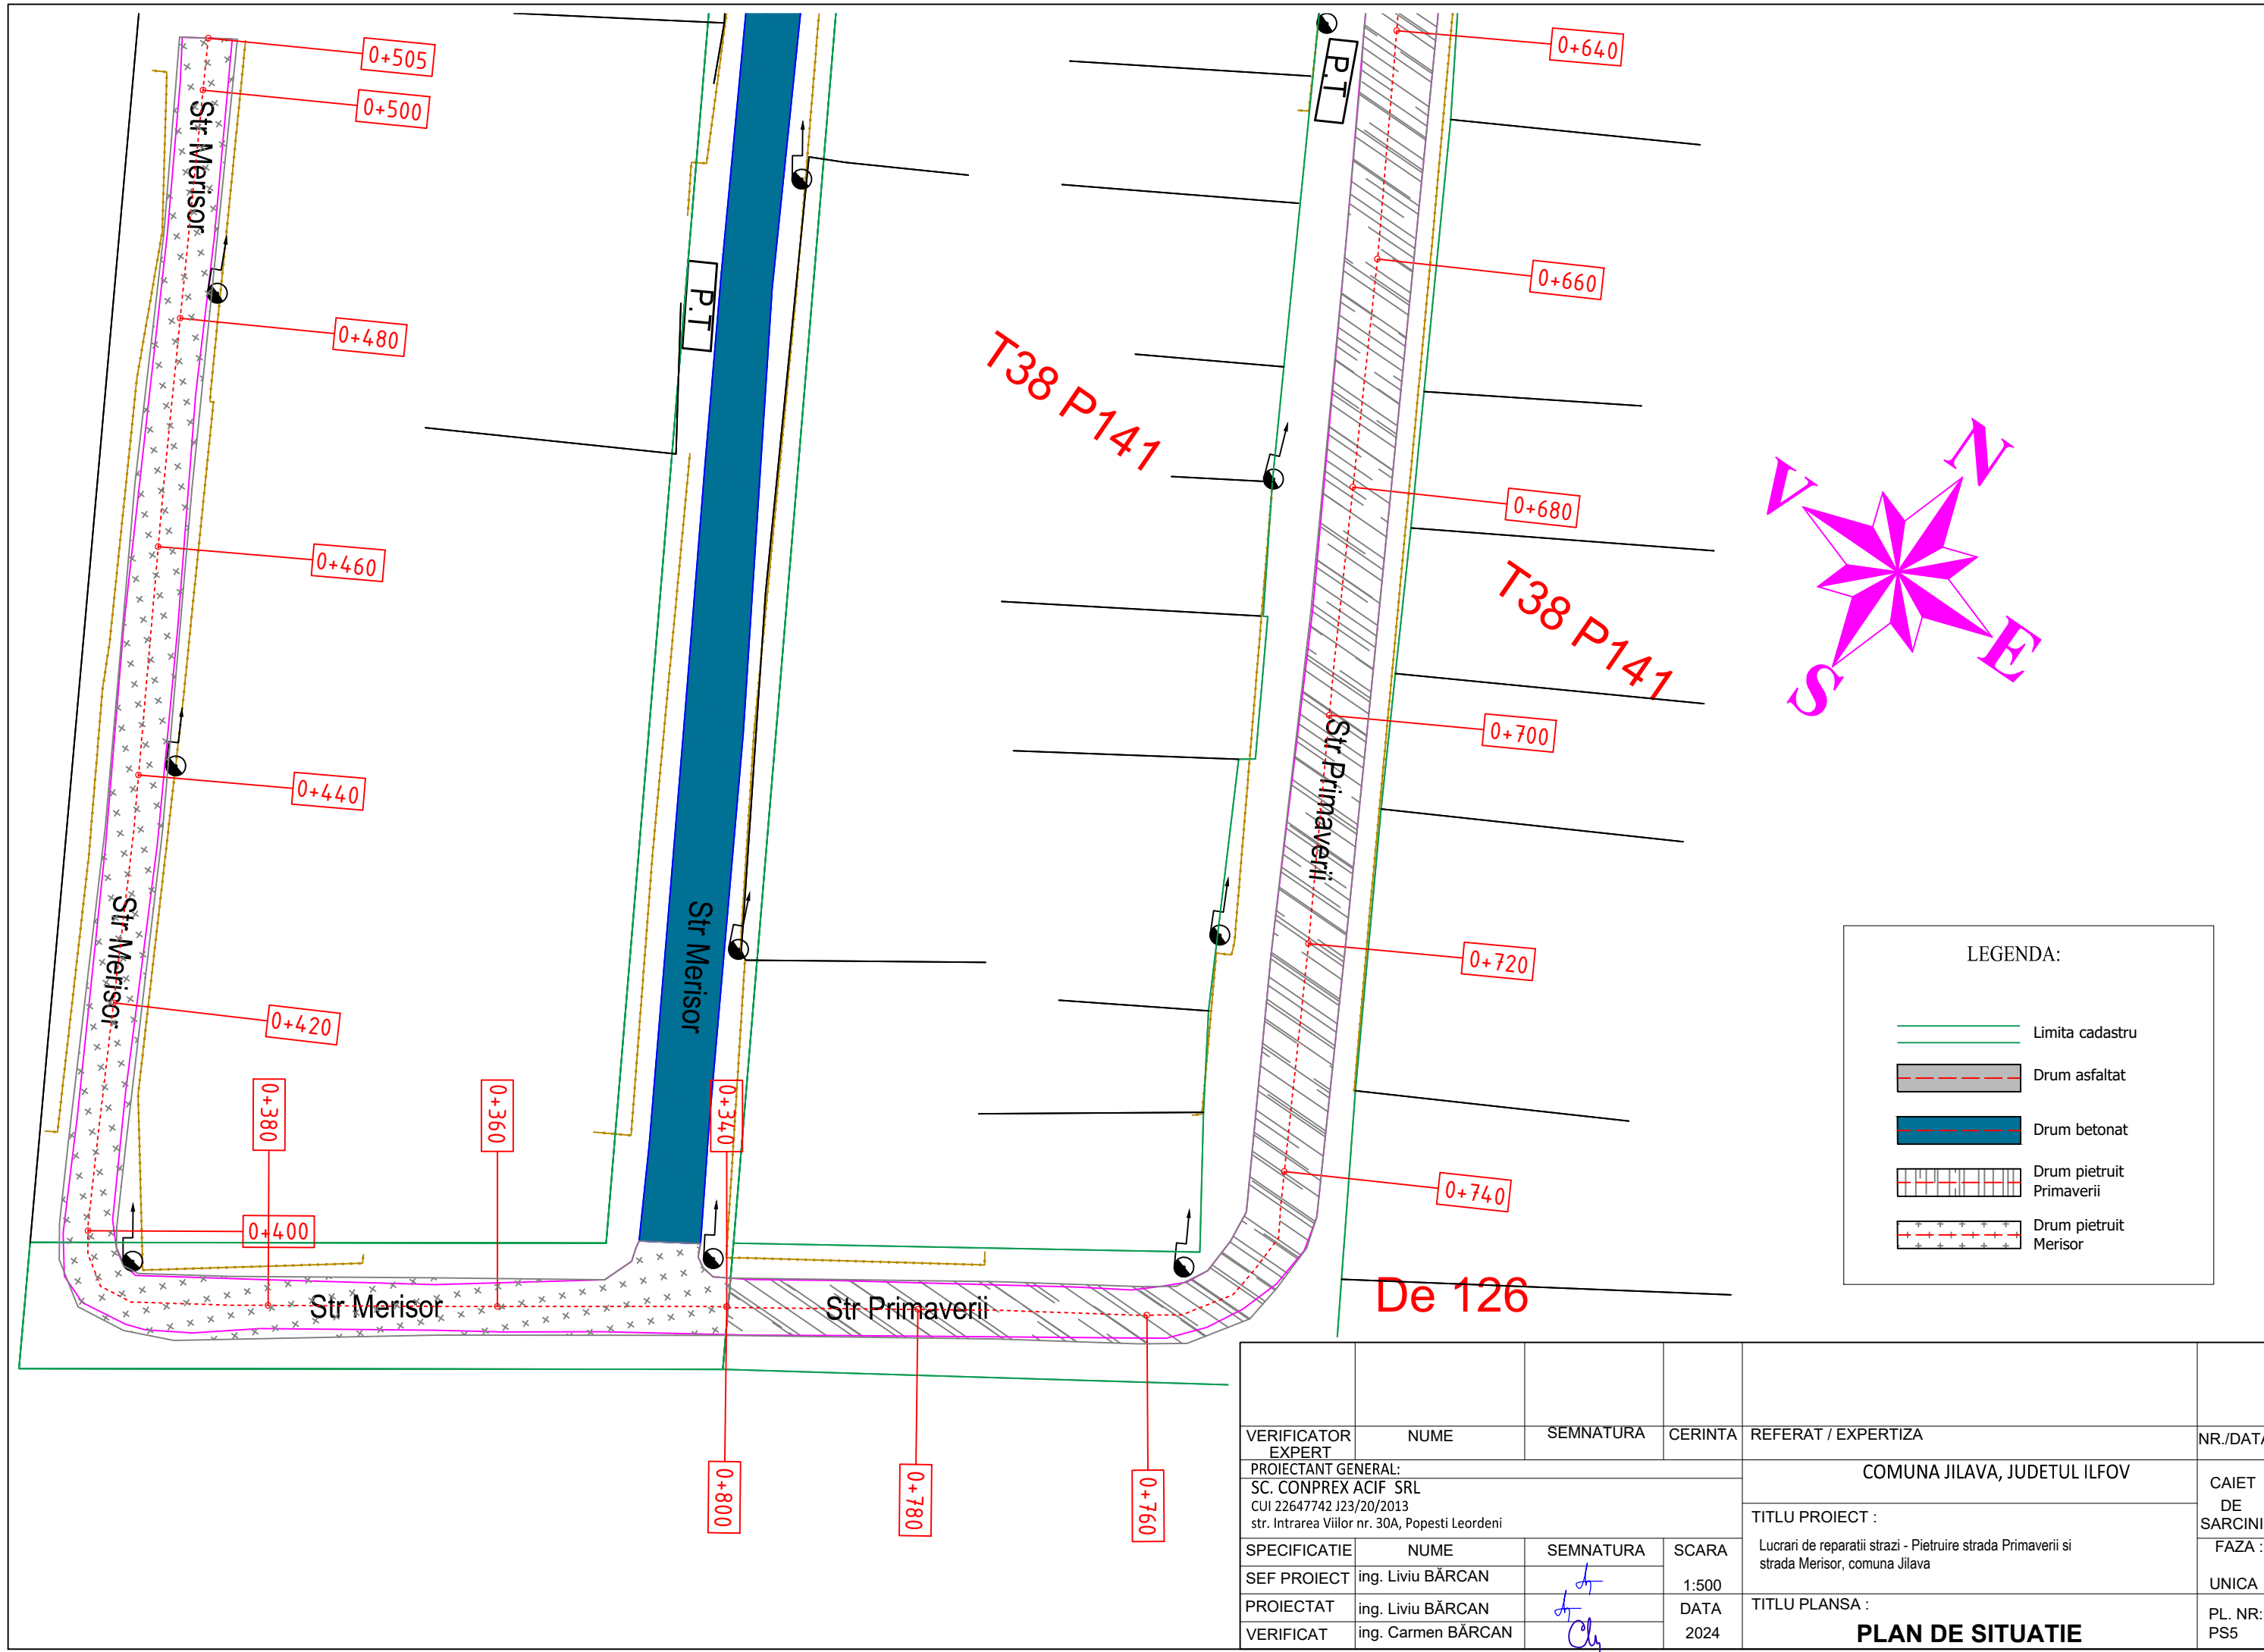 0+505
0+500
Str Merisor
0+480
0+460
0+440
Str Merisor
0+420
0+400
0+380
0+360
0+340
Str Merisor
P.T
Str Merisor
T38 P141
P.T
0+640
0+660
0+680
T38 P141
0+700
Str Primaverii
0+720
0+740
Str Primaverii
De 126
0+800
0+780
0+760
N
V
E
S
LEGENDA:
Limita cadastru
Drum asfaltat
Drum betonat
Drum pietruit
Primaverii
Drum pietruit
Merisor
VERIFICATOR
EXPERT
NUME
SEMNATURA
CERINTA
REFERAT / EXPERTIZA
NR./DATA
PROIECTANT GENERAL:
SC. CONPREX ACIF SRL
CUI 22647742 J23/20/2013
str. Intrarea Viilor nr. 30A, Popesti Leordeni
COMUNA JILAVA, JUDETUL ILFOV
CAIET
DE
SARCINI
TITLU PROIECT :
Lucrari de reparatii strazi - Pietruire strada Primaverii si
strada Merisor, comuna Jilava
FAZA :
UNICA
SPECIFICATIE
NUME
SEMNATURA
SCARA
SEF PROIECT
ing. Liviu BĂRCAN
1:500
PROIECTAT
ing. Liviu BĂRCAN
DATA
VERIFICAT
ing. Carmen BĂRCAN
2024
TITLU PLANSA :
PLAN DE SITUATIE
PL. NR:
PS5